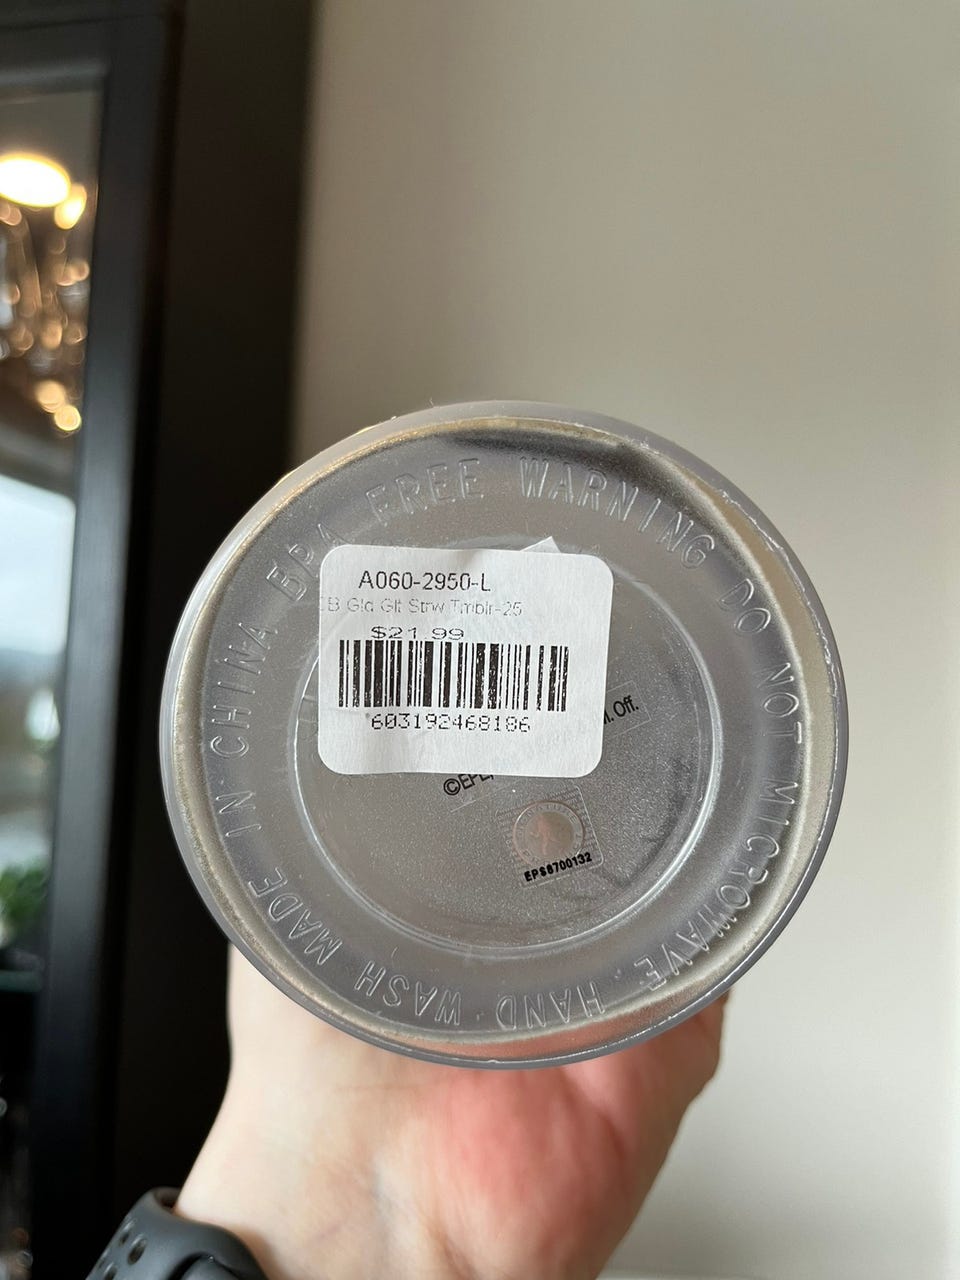 A060-2950-L
B Gld Glt Strw Tmblr-25
$21.99
603192468186
. Off.
©EPE,
EPS8700132
MADE IN CHINA BPA FREE WARNING DO NOT MICROWAVE. HAND WASH